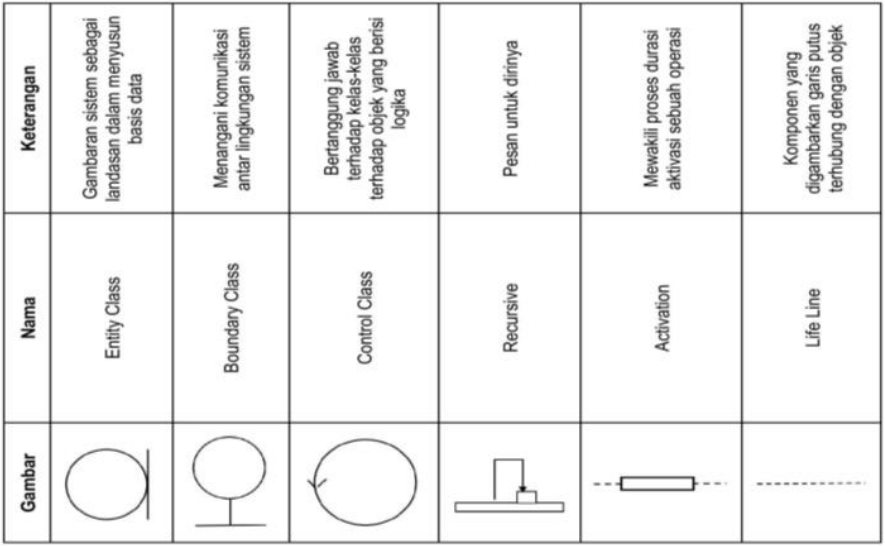 Gambar
Nama
Keterangan
Entity Class
Gambaran sistem sebagai
landasan dalam menyusun
basis data
Boundary Class
Menangani komunikasi
antar lingkungan sistem
Control Class
Bertanggung jawab
terhadap kelas-kelas
terhadap objek yang berisi
logika
Recursive
Pesan untuk dirinya
Activation
Mewakili proses durasi
aktivasi sebuah operasi
Life Line
Komponen yang
digambarkan garis putus
terhubung dengan objek